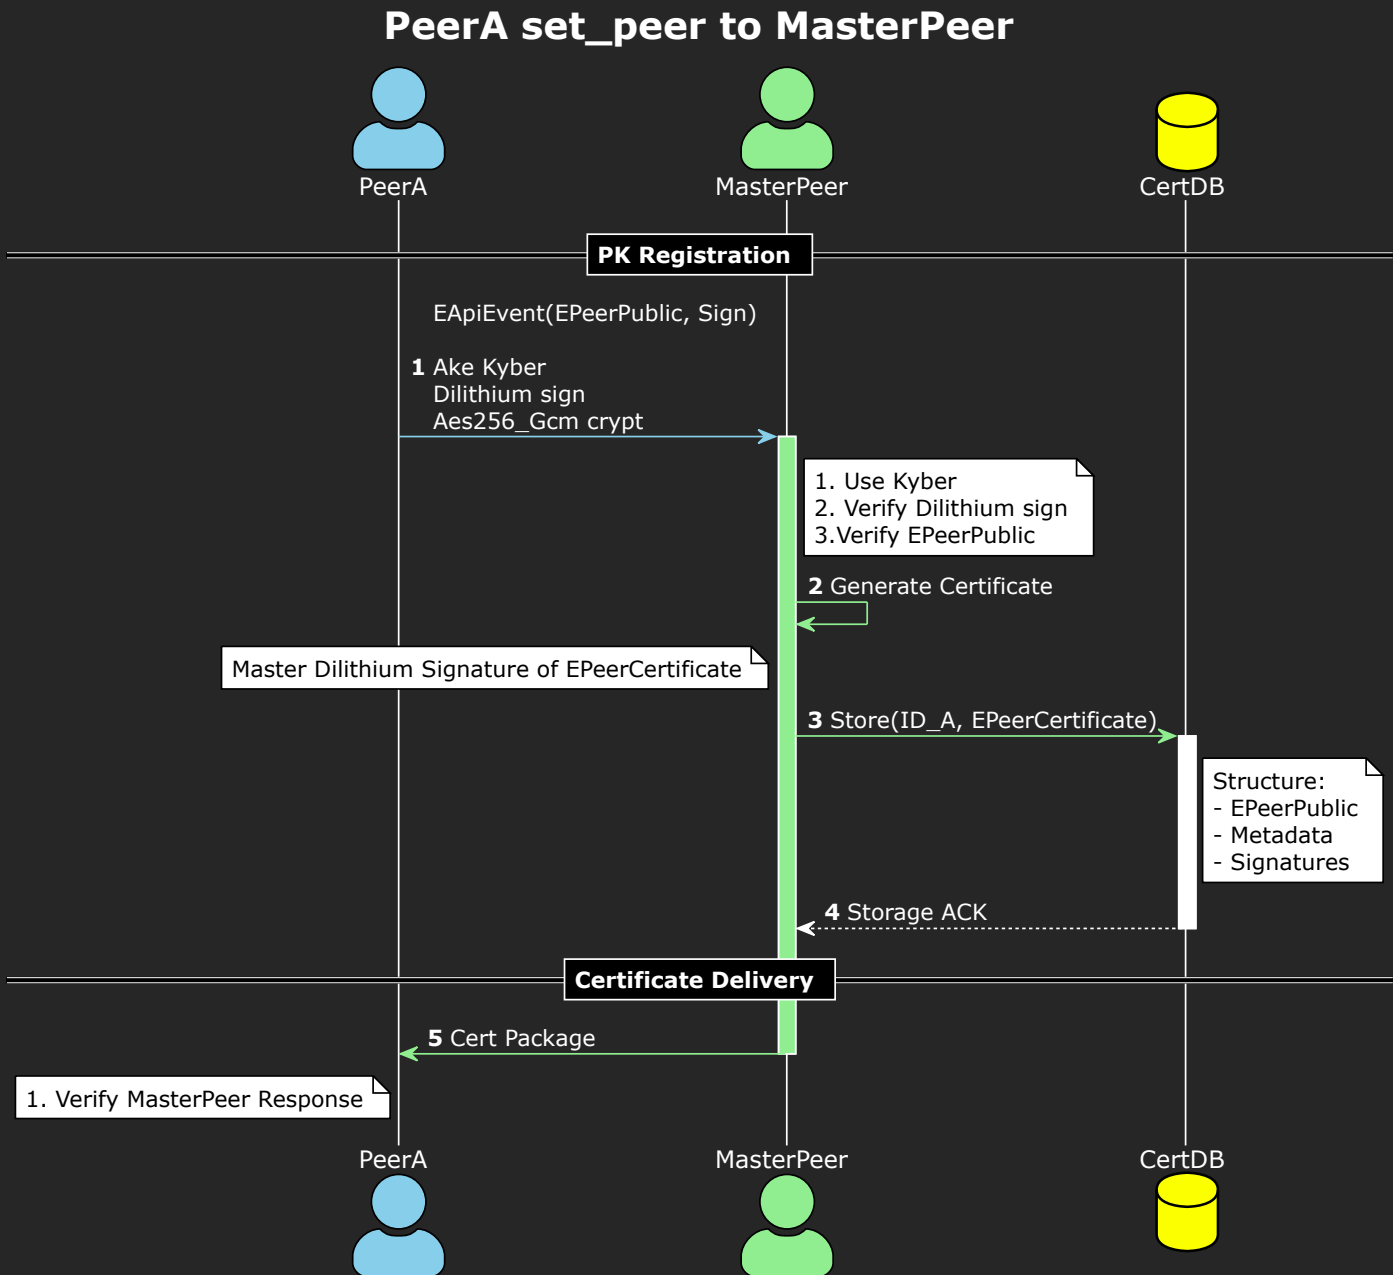 PeerA set_peer to MasterPeer
PeerA
MasterPeer
CertDB
PK Registration
EApiEvent(EPeerPublic, Sign)
1 Ake Kyber
Dilithium sign
Aes256_Gcm crypt
1. Use Kyber
2. Verify Dilithium sign
3.Verify EPeerPublic
2 Generate Certificate
Master Dilithium Signature of EPeerCertificate
3 Store(ID_A, EPeerCertificate)
Structure:
- EPeerPublic
- Metadata
- Signatures
4 Storage ACK
Certificate Delivery
5 Cert Package
1. Verify MasterPeer Response
PeerA
MasterPeer
CertDB